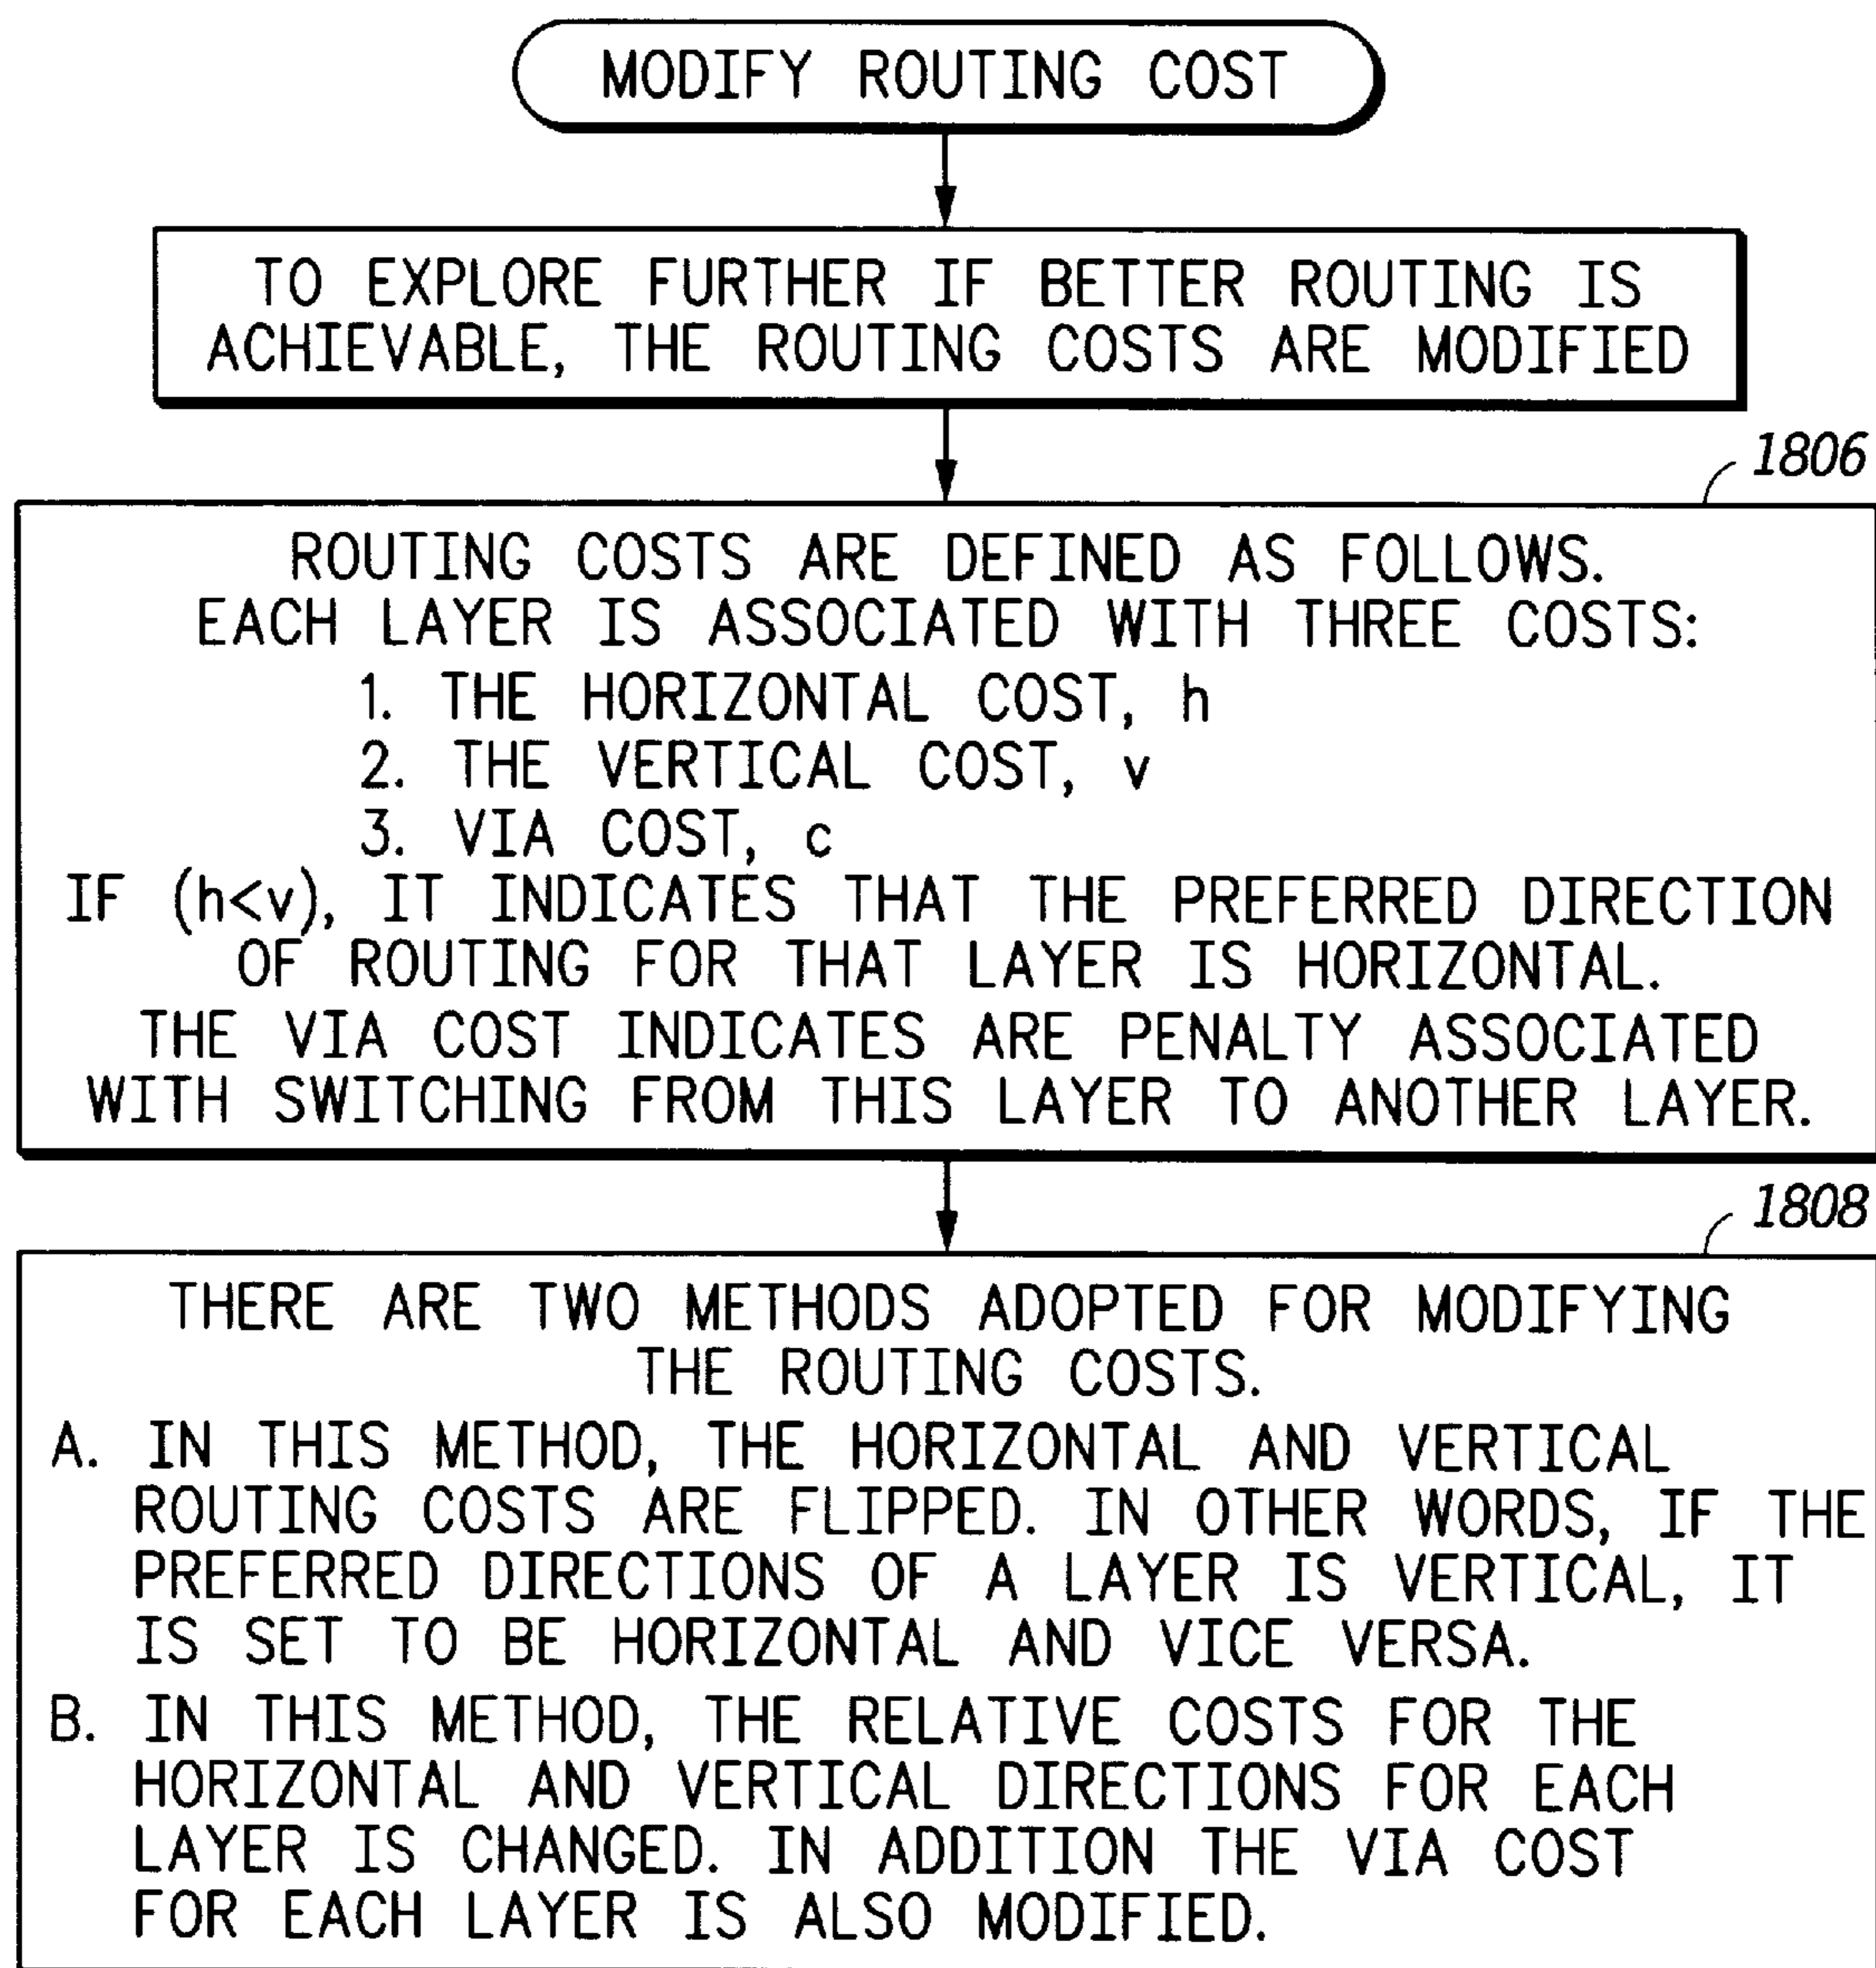 MODIFY ROUTING COST
TO EXPLORE FURTHER IF BETTER ROUTING IS
ACHIEVABLE, THE ROUTING COSTS ARE MODIFIED
1806
ROUTING COSTS ARE DEFINED AS FOLLOWS.
EACH LAYER IS ASSOCIATED WITH THREE COSTS:
1. THE HORIZONTAL COST, h
2. THE VERTICAL COST, v
3. VIA COST, c
IF (h<v), IT INDICATES THAT THE PREFERRED DIRECTION
OF ROUTING FOR THAT LAYER IS HORIZONTAL.
THE VIA COST INDICATES ARE PENALTY ASSOCIATED
WITH SWITCHING FROM THIS LAYER TO ANOTHER LAYER.
1808
THERE ARE TWO METHODS ADOPTED FOR MODIFYING
THE ROUTING COSTS.
A. IN THIS METHOD, THE HORIZONTAL AND VERTICAL
ROUTING COSTS ARE FLIPPED. IN OTHER WORDS, IF THE
PREFERRED DIRECTIONS OF A LAYER IS VERTICAL, IT
IS SET TO BE HORIZONTAL AND VICE VERSA.
B. IN THIS METHOD, THE RELATIVE COSTS FOR THE
HORIZONTAL AND VERTICAL DIRECTIONS FOR EACH
LAYER IS CHANGED. IN ADDITION THE VIA COST
FOR EACH LAYER IS ALSO MODIFIED.